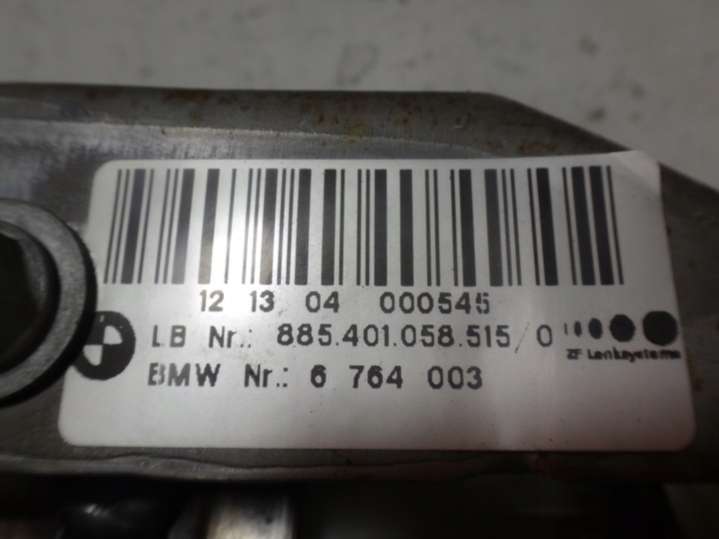 12 13 04 000545
LB Nr.: 885.401.058.515/0
ZF Lenksysteme
BMW Nr.: 6 764 003